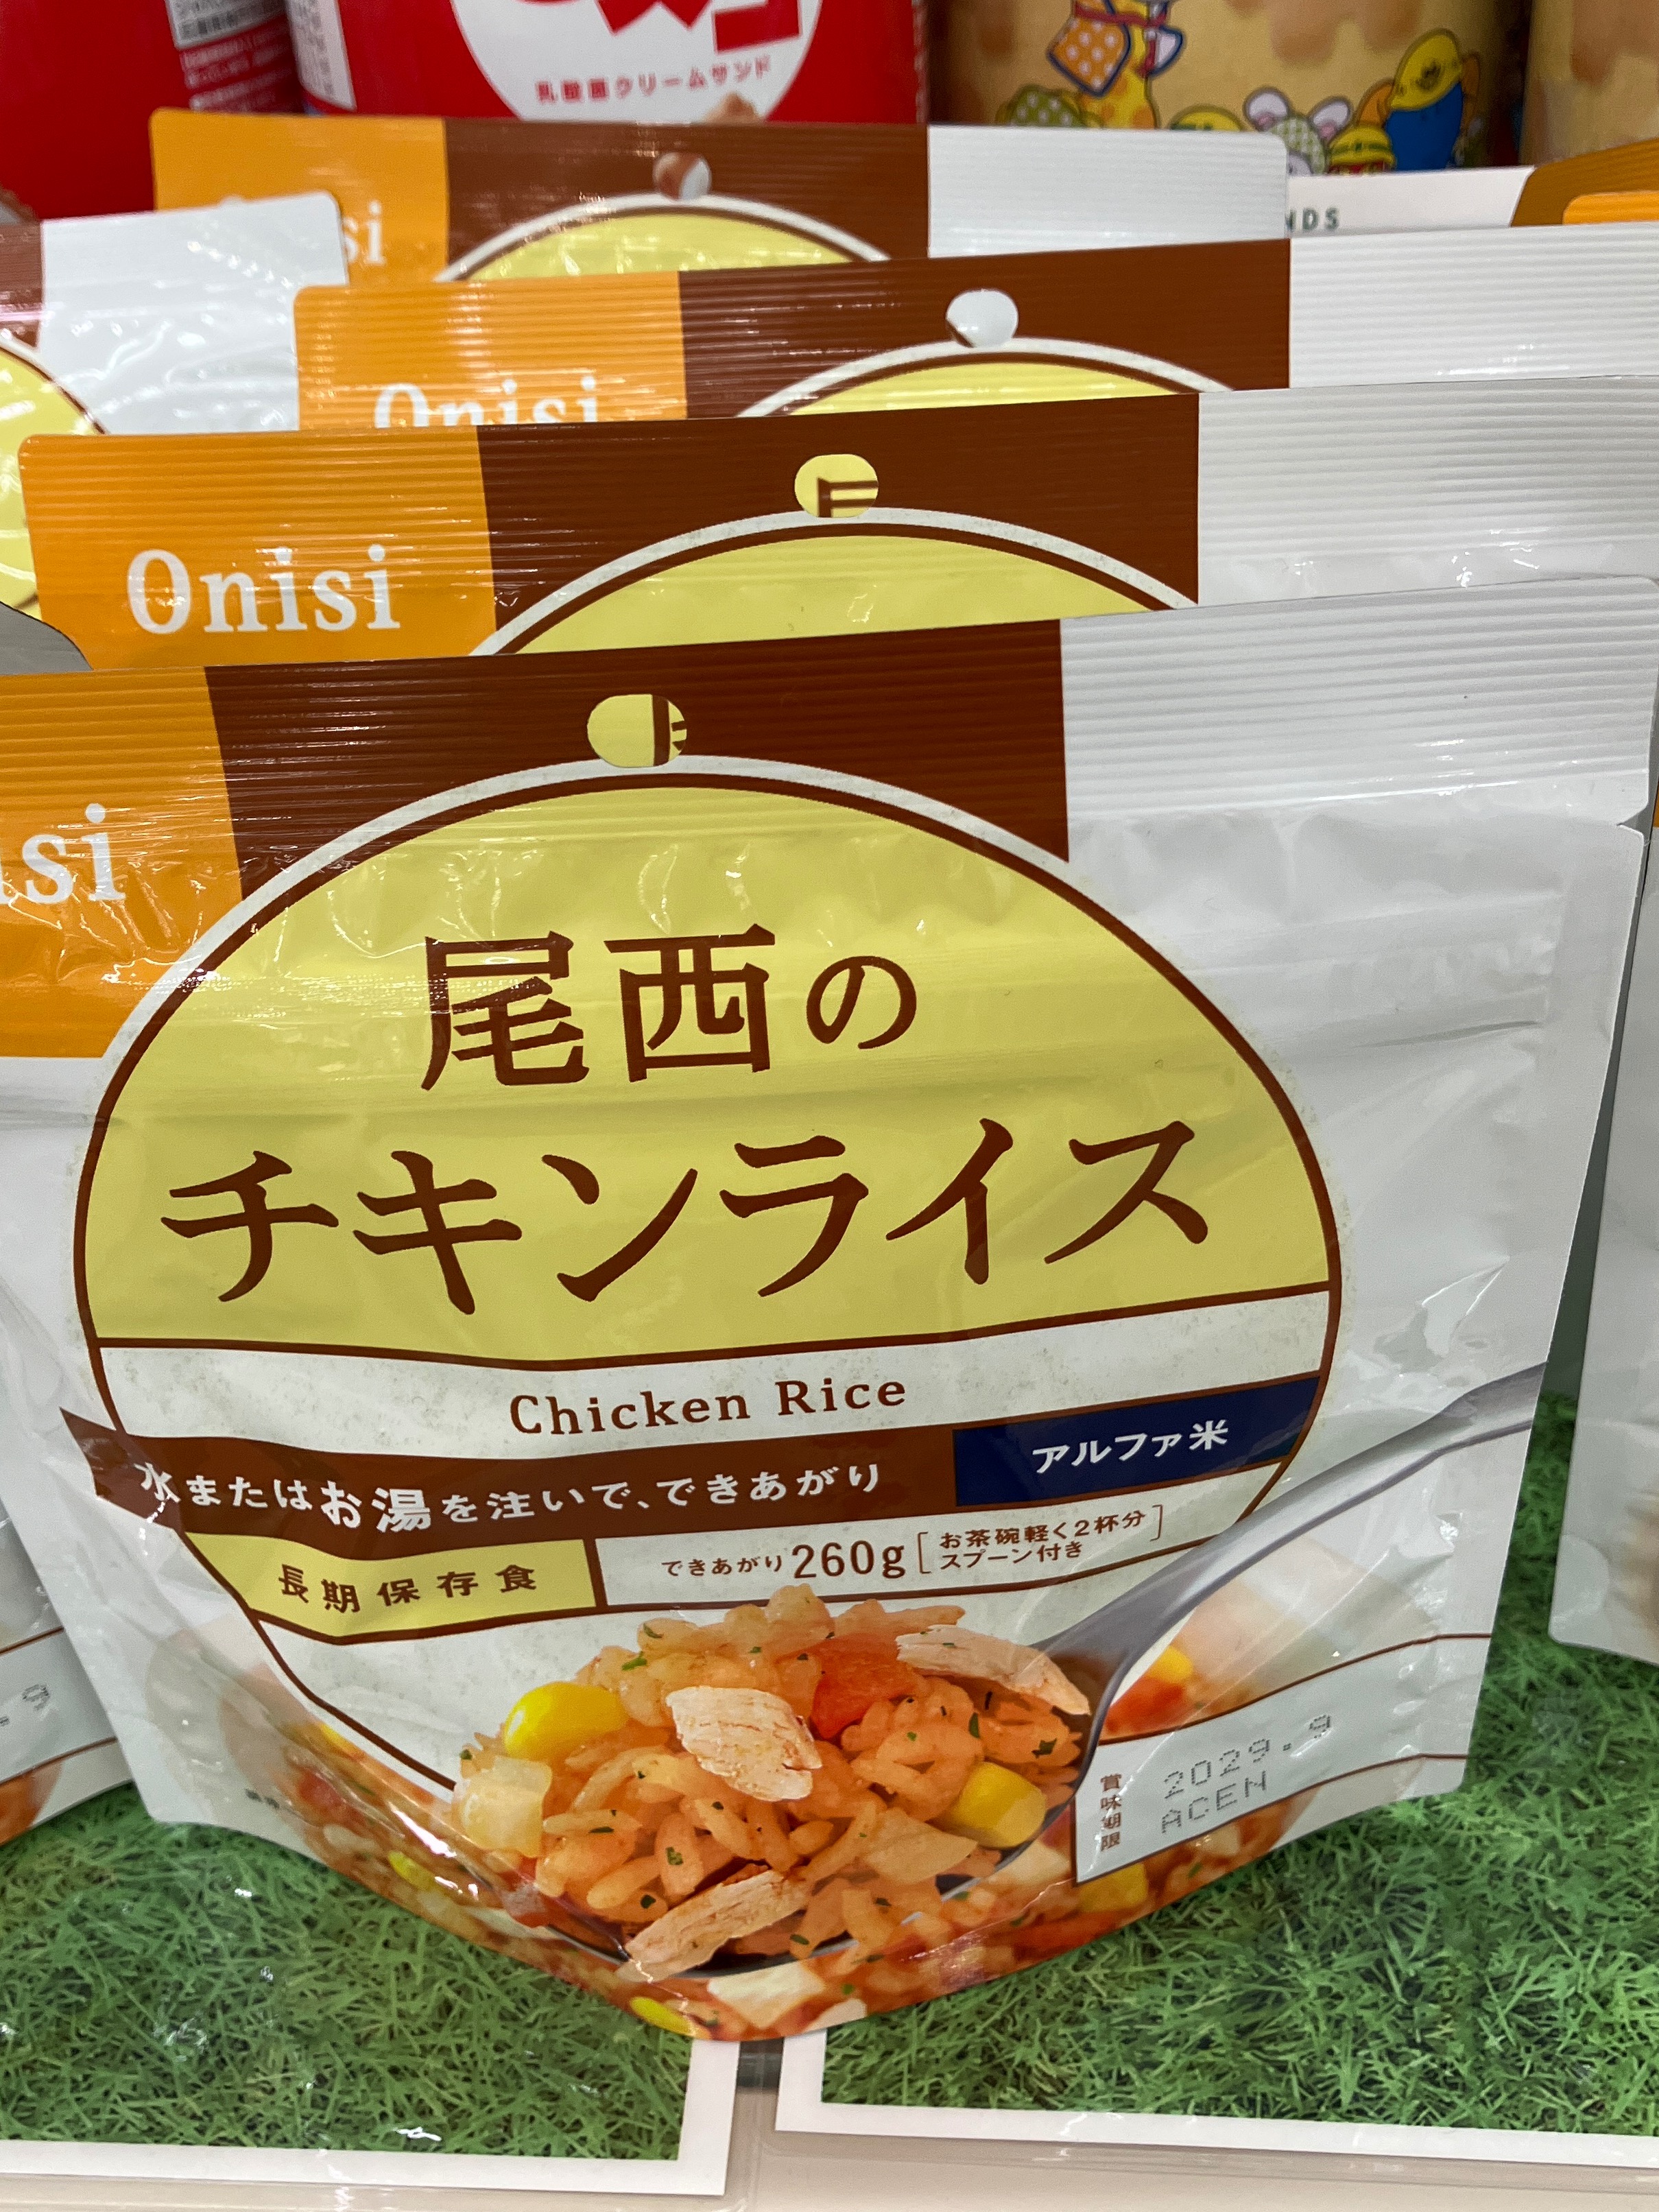 乳酸菌クリームサンド
NDS
si
Onisi
Onisi
尾西の
チキンライス
Chicken Rice
水またはお湯を注いで、できあがり
アルファ米
長期保存食
できあがり260g[お茶碗軽く2杯分
スプーン付き]
賞味期限
2029.9
ACEN